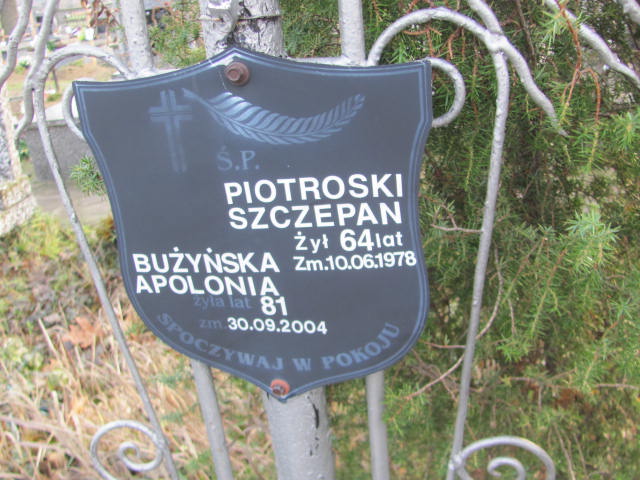 Ś.P.
PIOTROSKI
SZCZEPAN
Żył 64 lat
Zm.10.06.1978
BUŻYŃSKA
APOLONIA
żyła lat 81
zm. 30.09.2004
SPOCZYWAJ W POKOJU